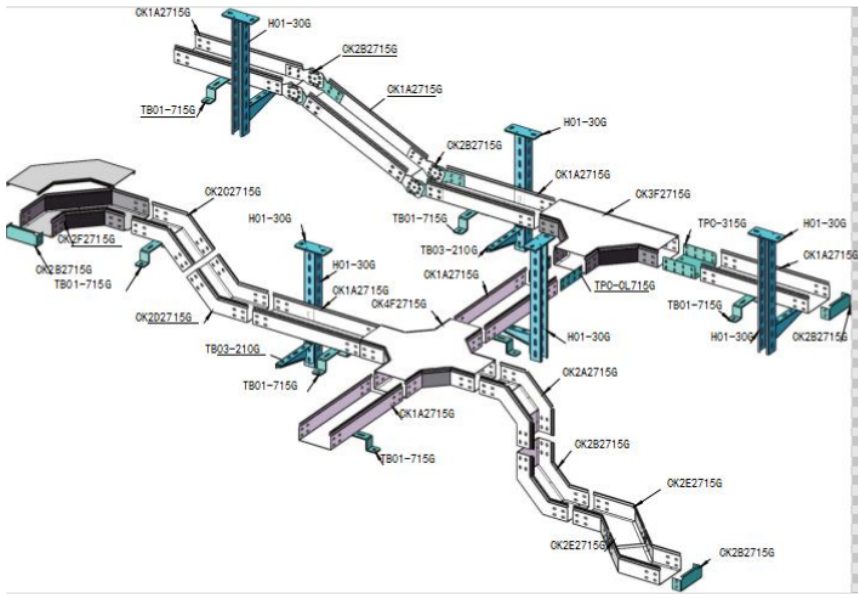 OK1A2715G
H01-30G
OK2B2715G
OK1A2715G
TB01-715G
H01-30G
OK2B2715G
OK1A2715G
OK3F2715G
OK2O2715G
TB01-715G
H01-30G
TPO-315G
H01-30G
TB03-210G
OK1A2715G
OK2F2715G
OK2B2715G
TB01-715G
H01-30G
OK1A2715G
OK1A2715G
TPO-OL715G
TB01-715G
OK4F2715G
OK2D2715G
H01-30G
H01-30G
OK2B2715G
TB03-210G
TB01-715G
OK2A2715G
OK1A2715G
OK2B2715G
TB01-715G
OK2E2715G
OK2E2715G
OK2B2715G